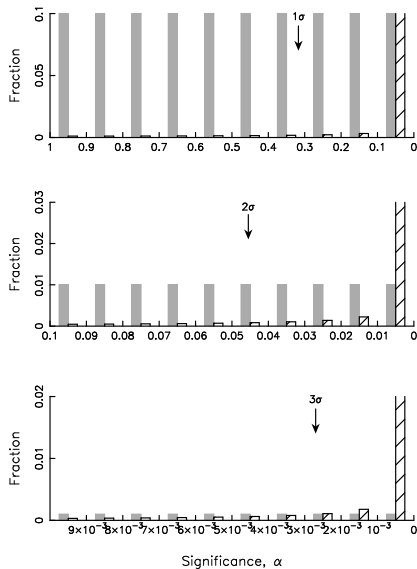 0.1
1σ
0.05
Fraction
0
1 0.9 0.8 0.7 0.6 0.5 0.4 0.3 0.2 0.1 0
0.03
2σ
0.02
Fraction
0.01
0
0.1 0.09 0.08 0.07 0.06 0.05 0.04 0.03 0.02 0.01 0
0.02
3σ
0.01
Fraction
0
9×10⁻³ 8×10⁻³ 7×10⁻³ 6×10⁻³ 5×10⁻³ 4×10⁻³ 3×10⁻³ 2×10⁻³ 10⁻³ 0
Significance, α